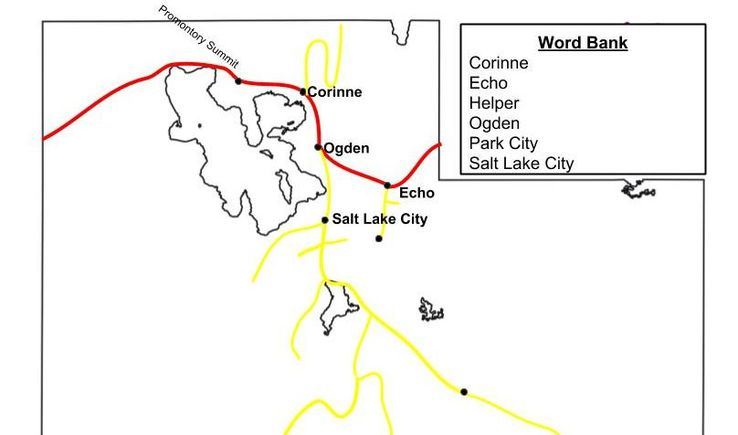 Promontory Summit
Word Bank
Corinne
Echo
Helper
Ogden
Park City
Salt Lake City
Corinne
Ogden
Echo
Salt Lake City